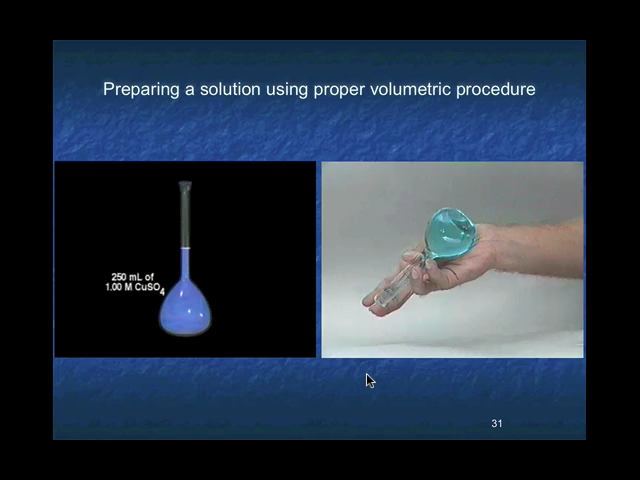 Preparing a solution using proper volumetric procedure
250 mL of
1.00 M CuSO4
31